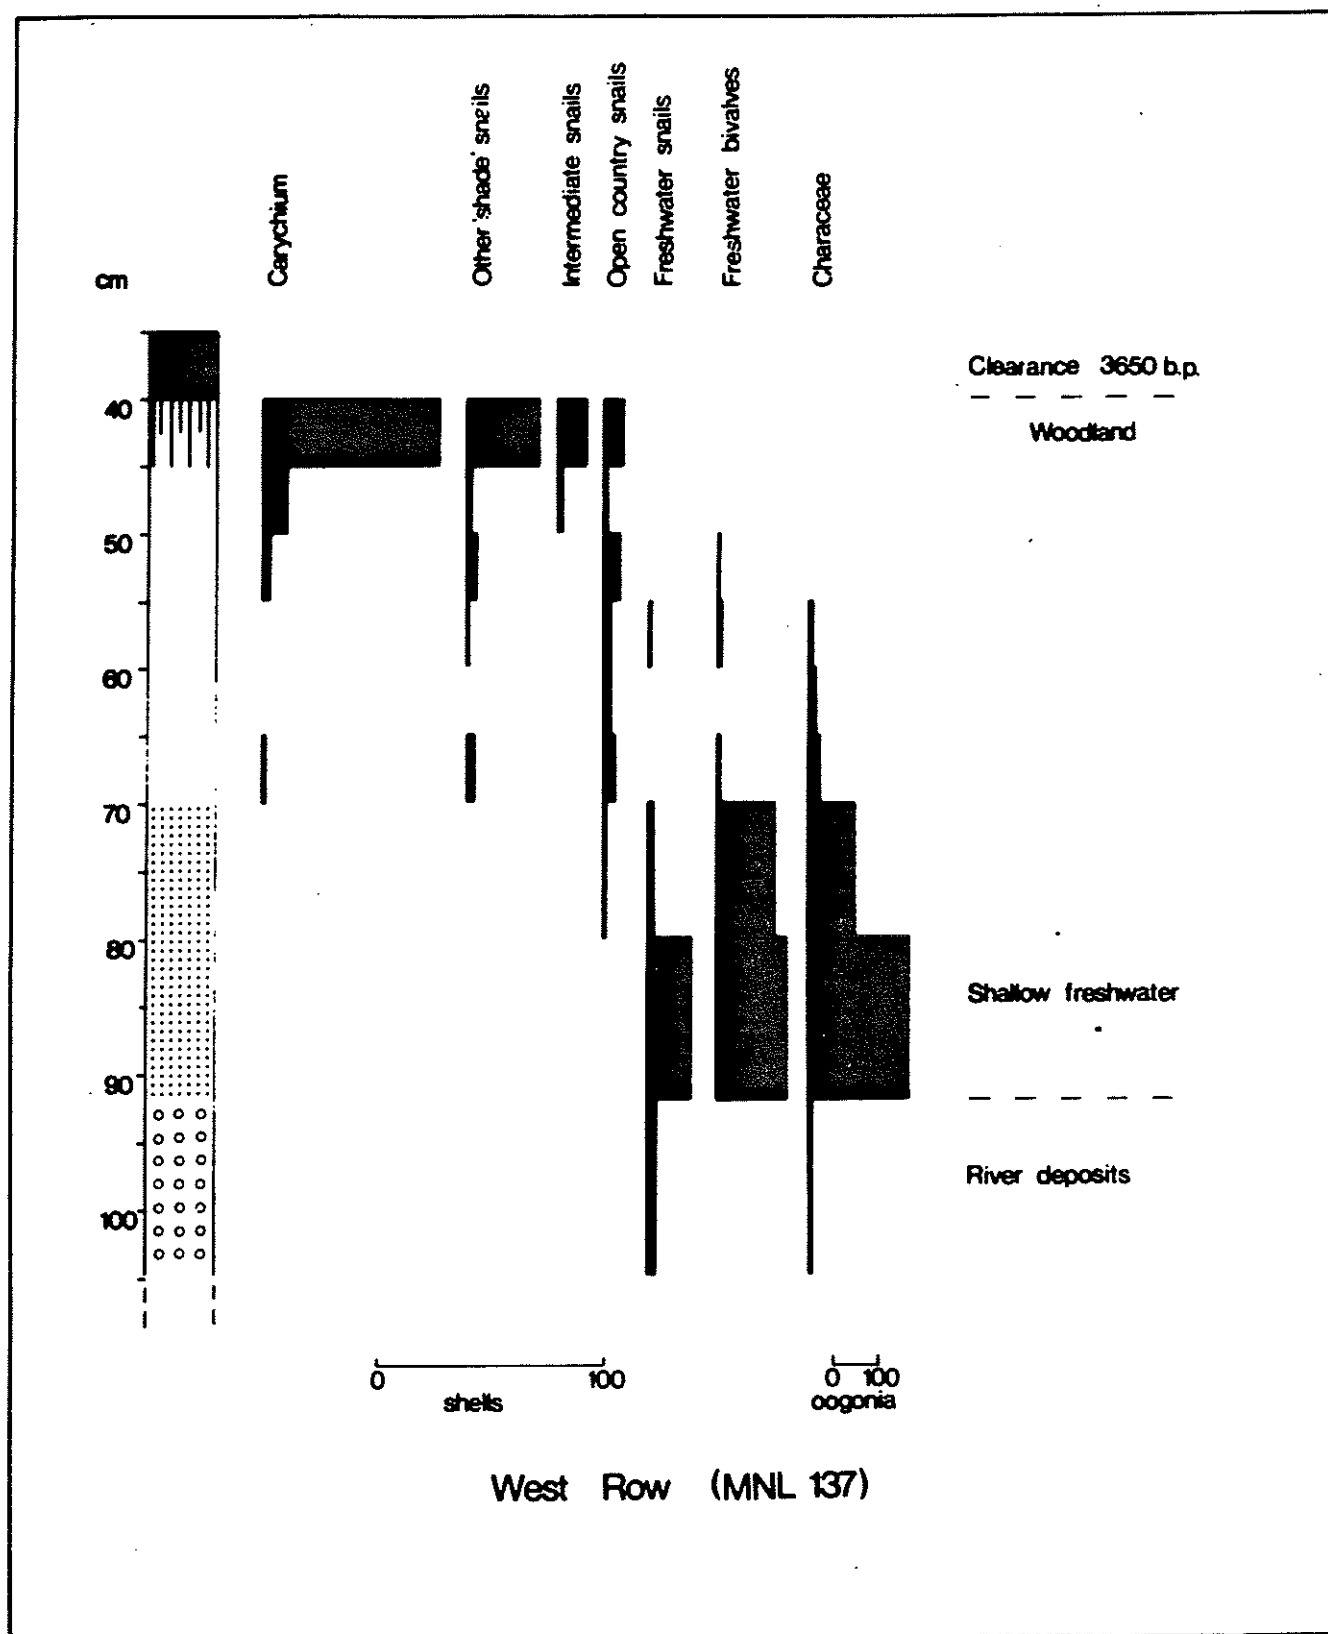 Carychium
Other 'shade' snails
Intermediate snails
Open country snails
Freshwater snails
Freshwater bivalves
Characeae
cm
40
50
60
70
80
90
100
Clearance 3650 b.p.
Woodland
Shallow freshwater
River deposits
0 100
shells
0 100
oogonia
West Row (MNL 137)